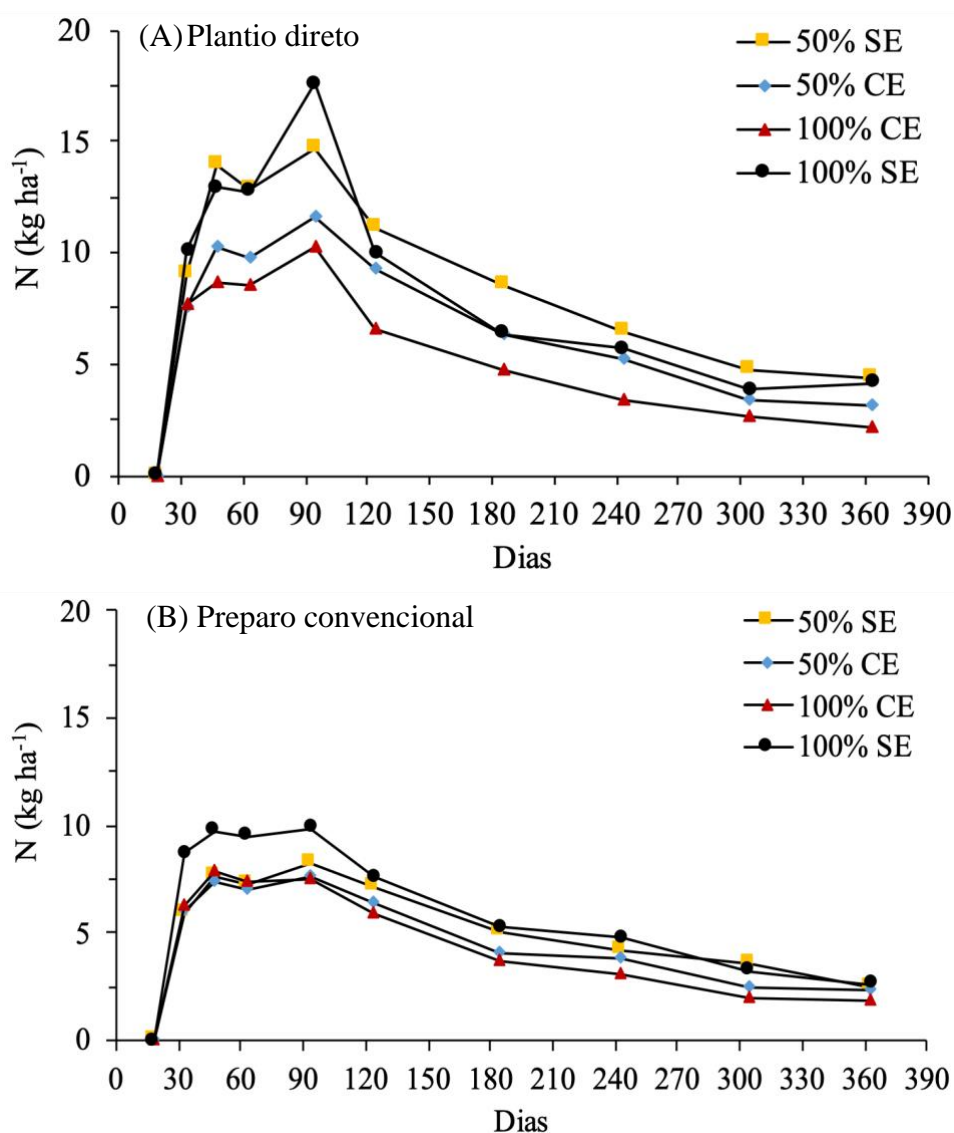 (A) Plantio direto
50% SE
50% CE
100% CE
100% SE
N (kg ha⁻¹)
20
15
10
5
0
0 30 60 90 120 150 180 210 240 270 300 330 360 390
Dias
(B) Preparo convencional
50% SE
50% CE
100% CE
100% SE
N (kg ha⁻¹)
20
15
10
5
0
0 30 60 90 120 150 180 210 240 270 300 330 360 390
Dias